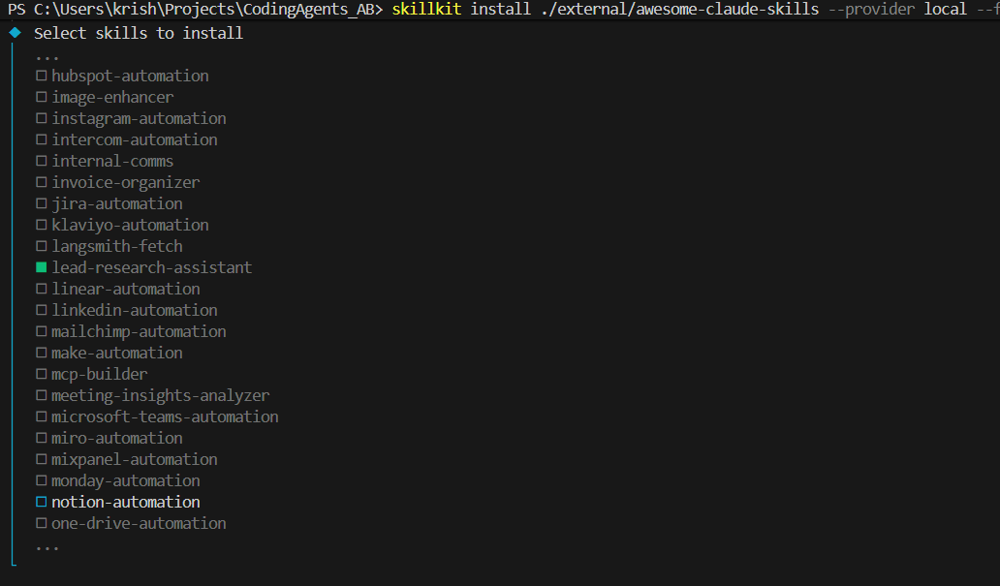 PS C:\Users\krish\Projects\CodingAgents_AB> skillkit install ./external/awesome-claude-skills --provider local --f
Select skills to install
...
hubspot-automation
image-enhancer
instagram-automation
intercom-automation
internal-comms
invoice-organizer
jira-automation
klaviyo-automation
langsmith-fetch
lead-research-assistant
linear-automation
linkedin-automation
mailchimp-automation
make-automation
mcp-builder
meeting-insights-analyzer
microsoft-teams-automation
miro-automation
mixpanel-automation
monday-automation
notion-automation
one-drive-automation
...